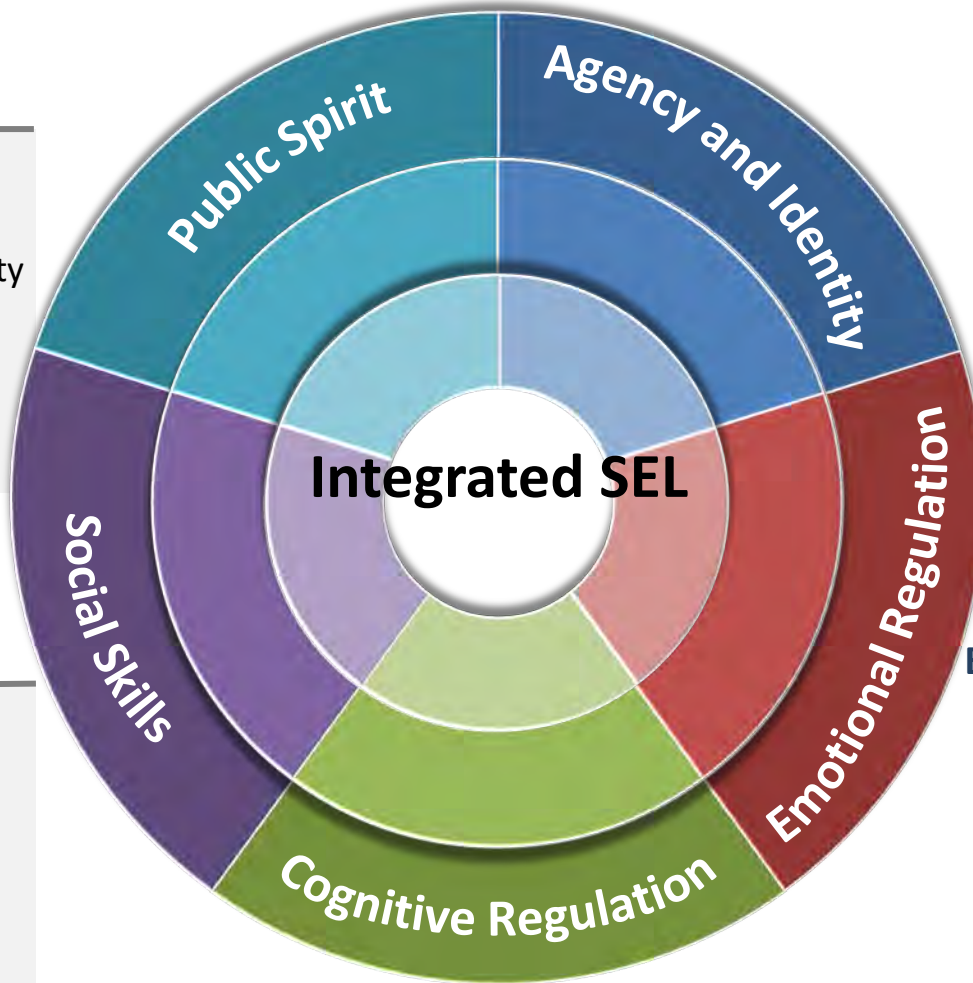 Public Spirit
Agency and Identity
ty
Integrated SEL
Social Skills
Emotional Regulation
Cognitive Regulation